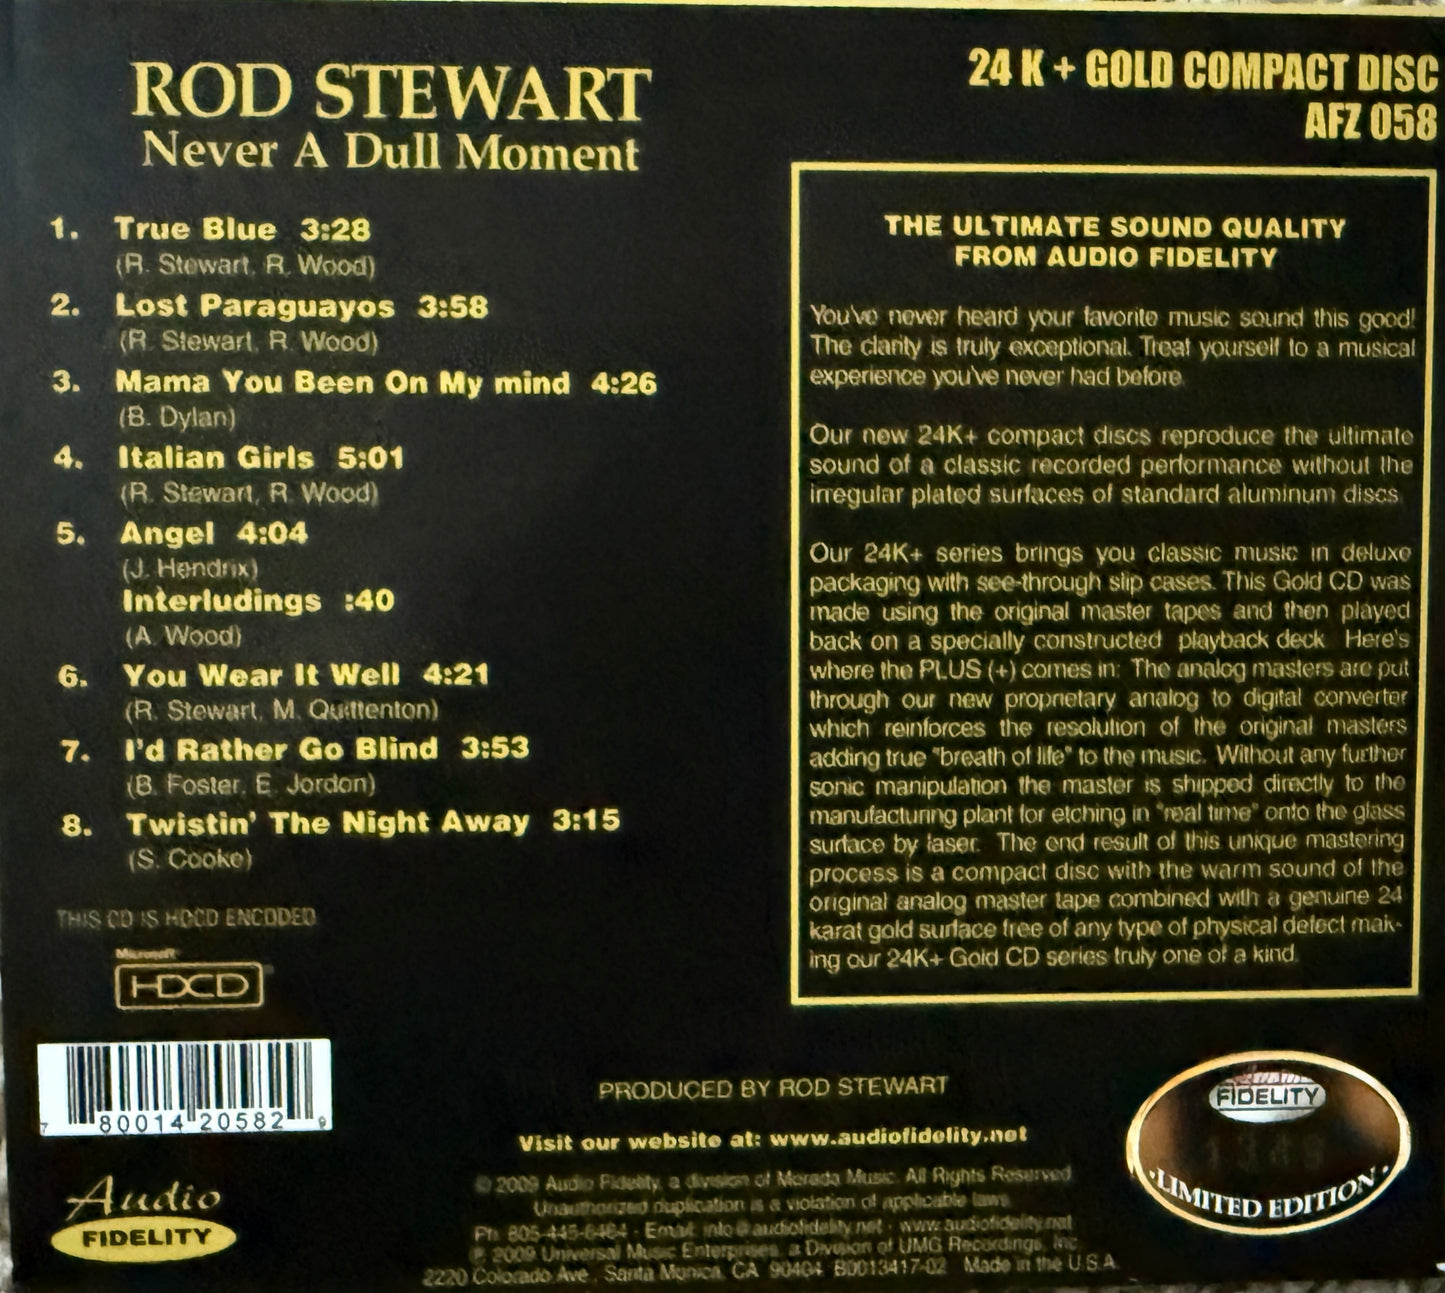 ROD STEWART
Never A Dull Moment
1. True Blue 3:28
(R. Stewart, R. Wood)
2. Lost Paraguayos 3:58
(R. Stewart, R. Wood)
3. Mama You Been On My mind 4:26
(B. Dylan)
4. Italian Girls 5:01
(R. Stewart, R. Wood)
5. Angel 4:04
(J. Hendrix)
Interludings :40
(A. Wood)
6. You Wear It Well 4:21
(R. Stewart, M. Quittenton)
7. I'd Rather Go Blind 3:53
(B. Foster, E. Jordon)
8. Twistin' The Night Away 3:15
(S. Cooke)
THIS CD IS HDCD ENCODED
Microsoft
HDCD
7 80014 20582 9
Audio
FIDELITY
24 K + GOLD COMPACT DISC
AFZ 058
THE ULTIMATE SOUND QUALITY
FROM AUDIO FIDELITY
You've never heard your favorite music sound this good!
The clarity is truly exceptional. Treat yourself to a musical
experience you've never had before.
Our new 24K+ compact discs reproduce the ultimate
sound of a classic recorded performance without the
irregular plated surfaces of standard aluminum discs.
Our 24K+ series brings you classic music in deluxe
packaging with see-through slip cases. This Gold CD was
made using the original master tapes and then played
back on a specially constructed playback deck. Here's
where the PLUS (+) comes in: The analog masters are put
through our new proprietary analog to digital converter
which reinforces the resolution of the original masters
adding true "breath of life" to the music. Without any further
sonic manipulation the master is shipped directly to the
manufacturing plant for etching in "real time" onto the glass
surface by laser. The end result of this unique mastering
process is a compact disc with the warm sound of the
original analog master tape combined with a genuine 24
karat gold surface free of any type of physical defect mak-
ing our 24K+ Gold CD series truly one of a kind.
PRODUCED BY ROD STEWART
Visit our website at: www.audiofidelity.net
© 2009 Audio Fidelity, a division of Morada Music. All Rights Reserved
Unauthorized duplication is a violation of applicable laws
Ph: 805-445-6464 · Email: info@audiofidelity.net · www.audiofidelity.net
℗ 2009 Universal Music Enterprises, a Division of UMG Recordings, Inc.
2220 Colorado Ave., Santa Monica, CA 90404 B0013417-02 Made in the U.S.A.
FIDELITY
·LIMITED EDITION·